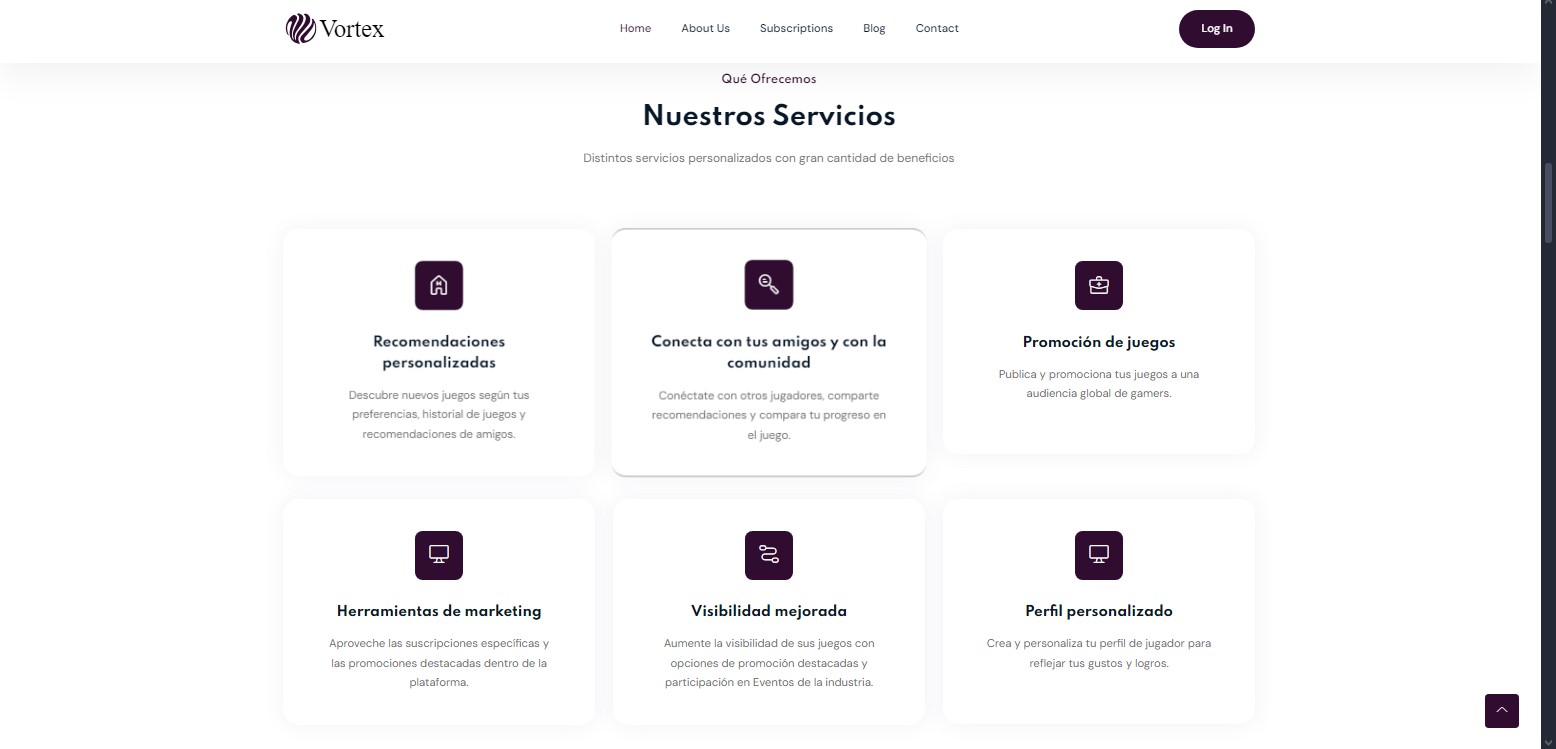 Vortex
Home
About Us
Subscriptions
Blog
Contact
Log In
Qué Ofrecemos
Nuestros Servicios
Distintos servicios personalizados con gran cantidad de beneficios
Recomendaciones
personalizadas
Descubre nuevos juegos según tus
preferencias, historial de juegos y
recomendaciones de amigos.
Conecta con tus amigos y con la
comunidad
Conéctate con otros jugadores, comparte
recomendaciones y compara tu progreso en
el juego.
Promoción de juegos
Publica y promociona tus juegos a una
audiencia global de gamers.
Herramientas de marketing
Aproveche las suscripciones específicas y
las promociones destacadas dentro de la
plataforma.
Visibilidad mejorada
Aumente la visibilidad de sus juegos con
opciones de promoción destacadas y
participación en Eventos de la industria.
Perfil personalizado
Crea y personaliza tu perfil de jugador para
reflejar tus gustos y logros.